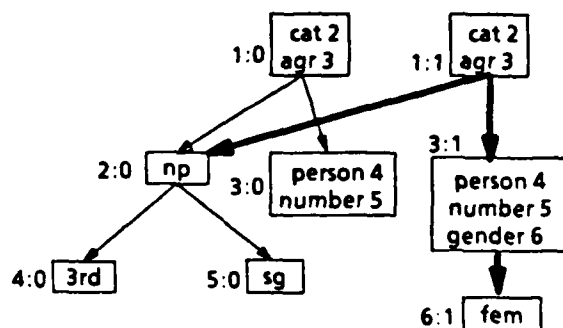 1:0
cat 2
agr 3
1:1
cat 2
agr 3
2:0
np
3:0
person 4
number 5
3:1
person 4
number 5
gender 6
4:0
3rd
5:0
sg
6:1
fem